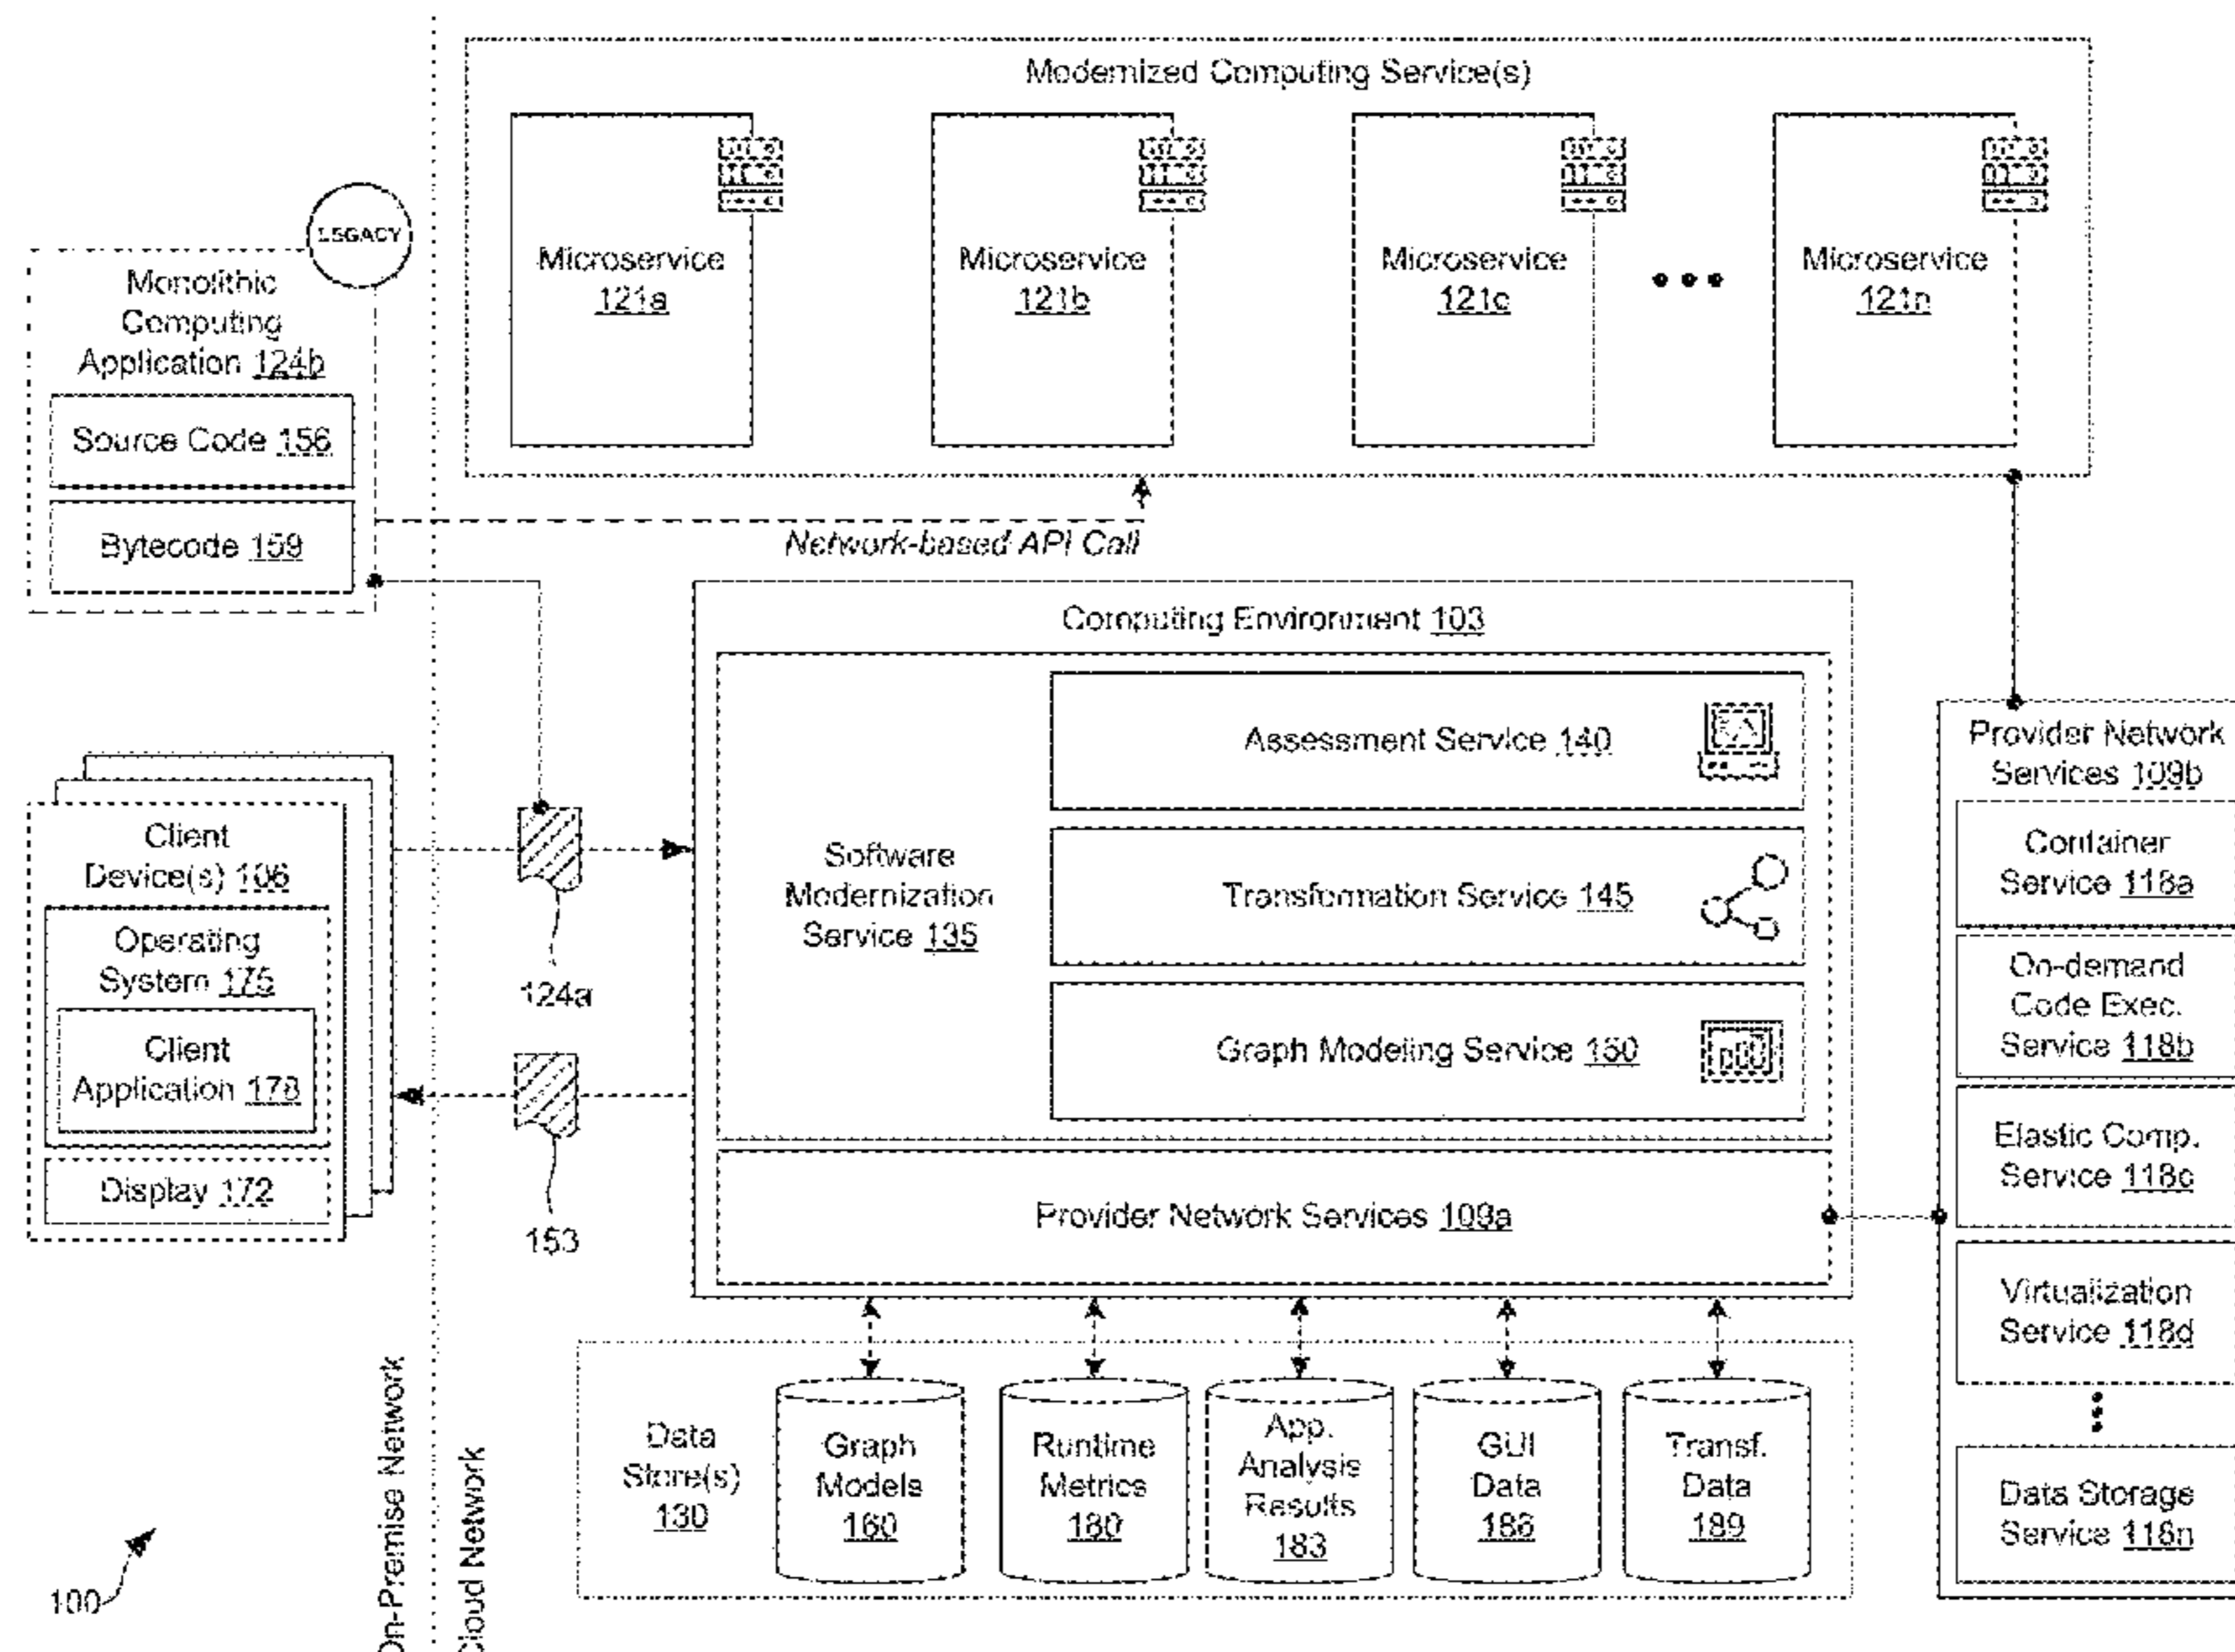 Modernized Computing Service(s)
Microservice
121a
Microservice
121b
Microservice
121c
Microservice
121n
LEGACY
Monolithic
Computing
Application 124b
Source Code 156
Bytecode 159
Network-based API Call
Computing Environment 103
Software
Modernization
Service 135
Assessment Service 140
Transformation Service 145
Graph Modeling Service 150
Provider Network Services 109a
Client
Device(s) 106
Operating
System 175
Client
Application 178
Display 172
124a
153
Provider Network
Services 109b
Container
Service 118a
On-demand
Code Exec.
Service 118b
Elastic Comp.
Service 118c
Virtualization
Service 118d
Data Storage
Service 118n
Data
Store(s)
130
Graph
Models
160
Runtime
Metrics
180
App.
Analysis
Results
183
GUI
Data
186
Transf.
Data
189
On-Premise Network
Cloud Network
100